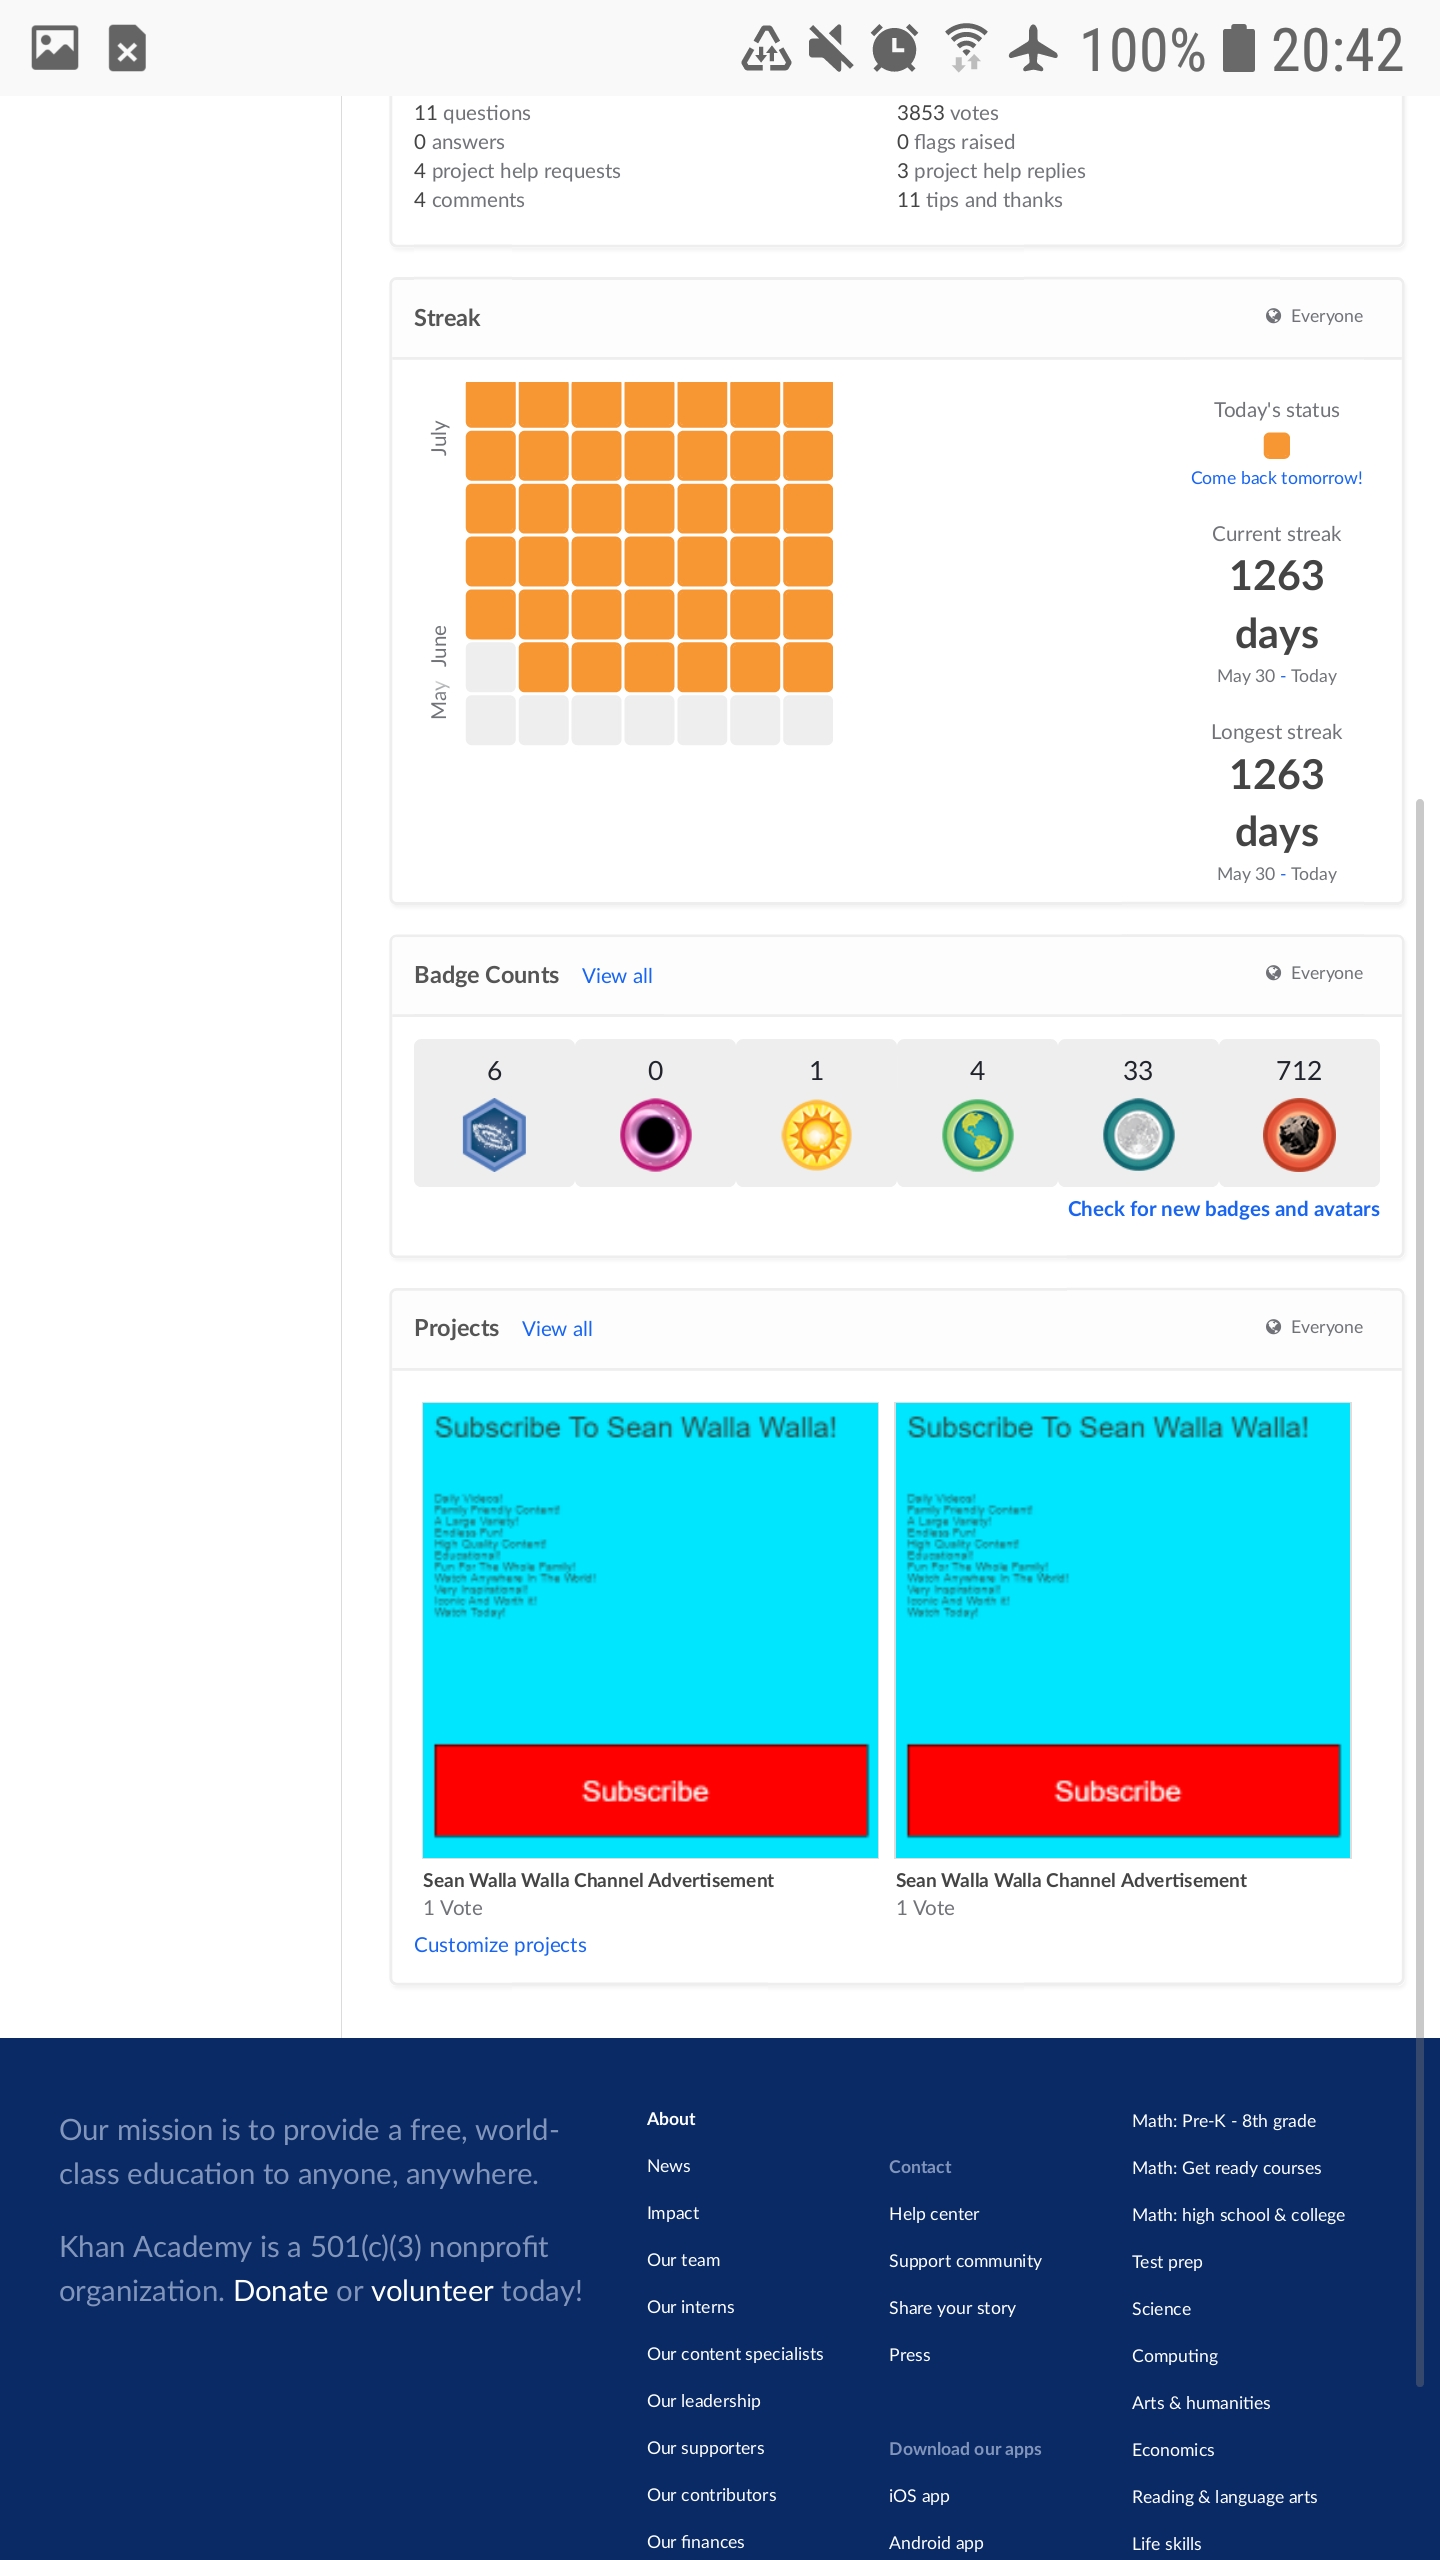 100% 20:42
11 questions
3853 votes
0 answers
0 flags raised
4 project help requests
3 project help replies
4 comments
11 tips and thanks
Streak
Everyone
July
June
May
Today's status
Come back tomorrow!
Current streak
1263
days
May 30 - Today
Longest streak
1263
days
May 30 - Today
Badge Counts View all
Everyone
6 0 1 4 33 712
Check for new badges and avatars
Projects View all
Everyone
Subscribe To Sean Walla Walla!
Daily Videos!
Family Friendly Content!
A Large Variety!
Endless Fun!
High Quality Content!
Educational!
Fun For The Whole Family!
Watch Anywhere In The World!
Very Inspirational!
Iconic And Worth It!
Watch Today!
Subscribe
Sean Walla Walla Channel Advertisement
1 Vote
Subscribe To Sean Walla Walla!
Daily Videos!
Family Friendly Content!
A Large Variety!
Endless Fun!
High Quality Content!
Educational!
Fun For The Whole Family!
Watch Anywhere In The World!
Very Inspirational!
Iconic And Worth It!
Watch Today!
Subscribe
Sean Walla Walla Channel Advertisement
1 Vote
Customize projects
Our mission is to provide a free, world-
class education to anyone, anywhere.
Khan Academy is a 501(c)(3) nonprofit
organization. Donate or volunteer today!
About
News
Impact
Our team
Our interns
Our content specialists
Our leadership
Our supporters
Our contributors
Our finances
Contact
Help center
Support community
Share your story
Press
Download our apps
iOS app
Android app
Math: Pre-K - 8th grade
Math: Get ready courses
Math: high school & college
Test prep
Science
Computing
Arts & humanities
Economics
Reading & language arts
Life skills